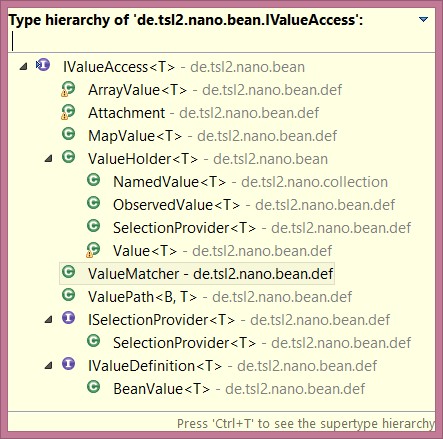 Type hierarchy of 'de.tsl2.nano.bean.IValueAccess':
IValueAccess<T> - de.tsl2.nano.bean
ArrayValue<T> - de.tsl2.nano.bean.def
Attachment - de.tsl2.nano.bean.def
MapValue<T> - de.tsl2.nano.bean.def
ValueHolder<T> - de.tsl2.nano.bean
NamedValue<T> - de.tsl2.nano.collection
ObservedValue<T> - de.tsl2.nano.bean.def
SelectionProvider<T> - de.tsl2.nano.bean.def
Value<T> - de.tsl2.nano.bean.def
ValueMatcher - de.tsl2.nano.bean.def
ValuePath<B, T> - de.tsl2.nano.bean.def
ISelectionProvider<T> - de.tsl2.nano.bean.def
SelectionProvider<T> - de.tsl2.nano.bean.def
IValueDefinition<T> - de.tsl2.nano.bean.def
BeanValue<T> - de.tsl2.nano.bean.def
Press 'Ctrl+T' to see the supertype hierarchy